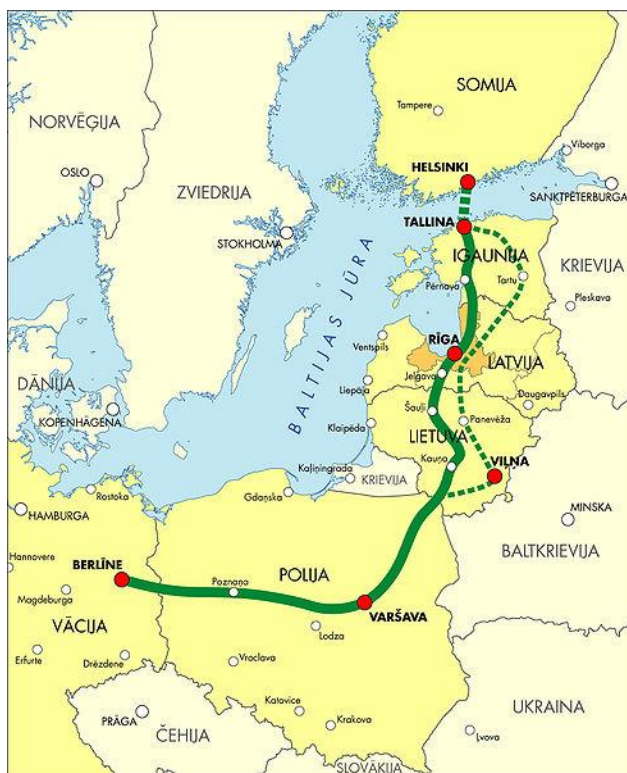 SOMIJA
Tampere
NORVĒĢIJA
HELSINKI
Viborga
OSLO
SANKTPĒTERBURGA
ZVIEDRIJA
TALLINA
STOKHOLMA
IGAUNIJA
KRIEVIJA
BALTIJAS JŪRA
Pērnava
Tartu
Pleskava
Ventspils
RĪGA
LATVIJA
Jelgava
DĀNIJA
Liepāja
Daugavpils
KOPENHĀGENA
Šauļi
Klaipēda
Panevēža
LIETUVA
Kauņa
Kaļiņingrada
VIĻŅA
KRIEVIJA
Rostoka
Gdaņska
HAMBURGA
MINSKA
Hannovere
BALTKRIEVIJA
BERLĪNE
Poznaņa
POLIJA
Magdeburga
VARŠAVA
VĀCIJA
Lodza
Erfurte
Drēzdene
Vroclava
Katovice
PRĀGA
Krakova
UKRAINA
ČEHIJA
Ļvova
SLOVĀKIJA